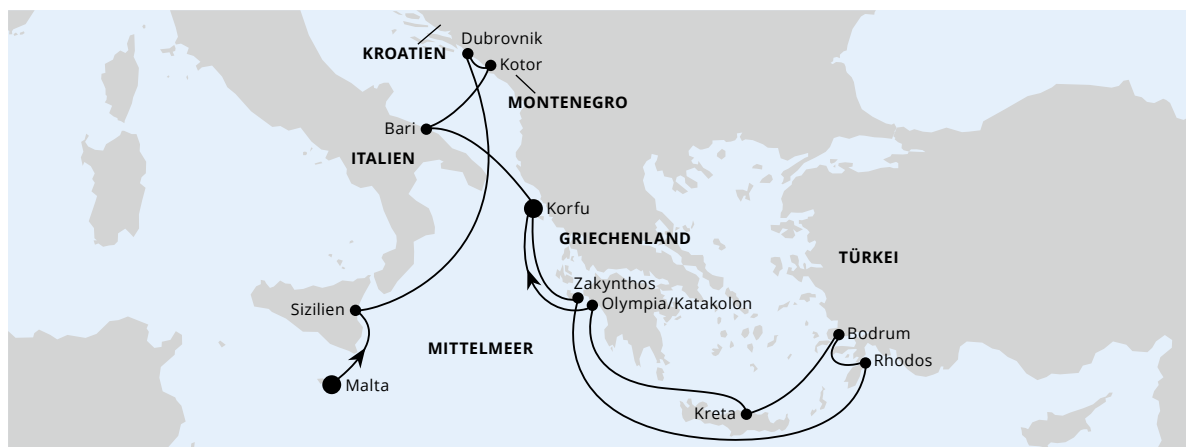 Dubrovnik
KROATIEN
Kotor
MONTENEGRO
Bari
ITALIEN
Korfu
GRIECHENLAND
TÜRKEI
Zakynthos
Olympia/Katakolon
Sizilien
Bodrum
MITTELMEER
Rhodos
Malta
Kreta